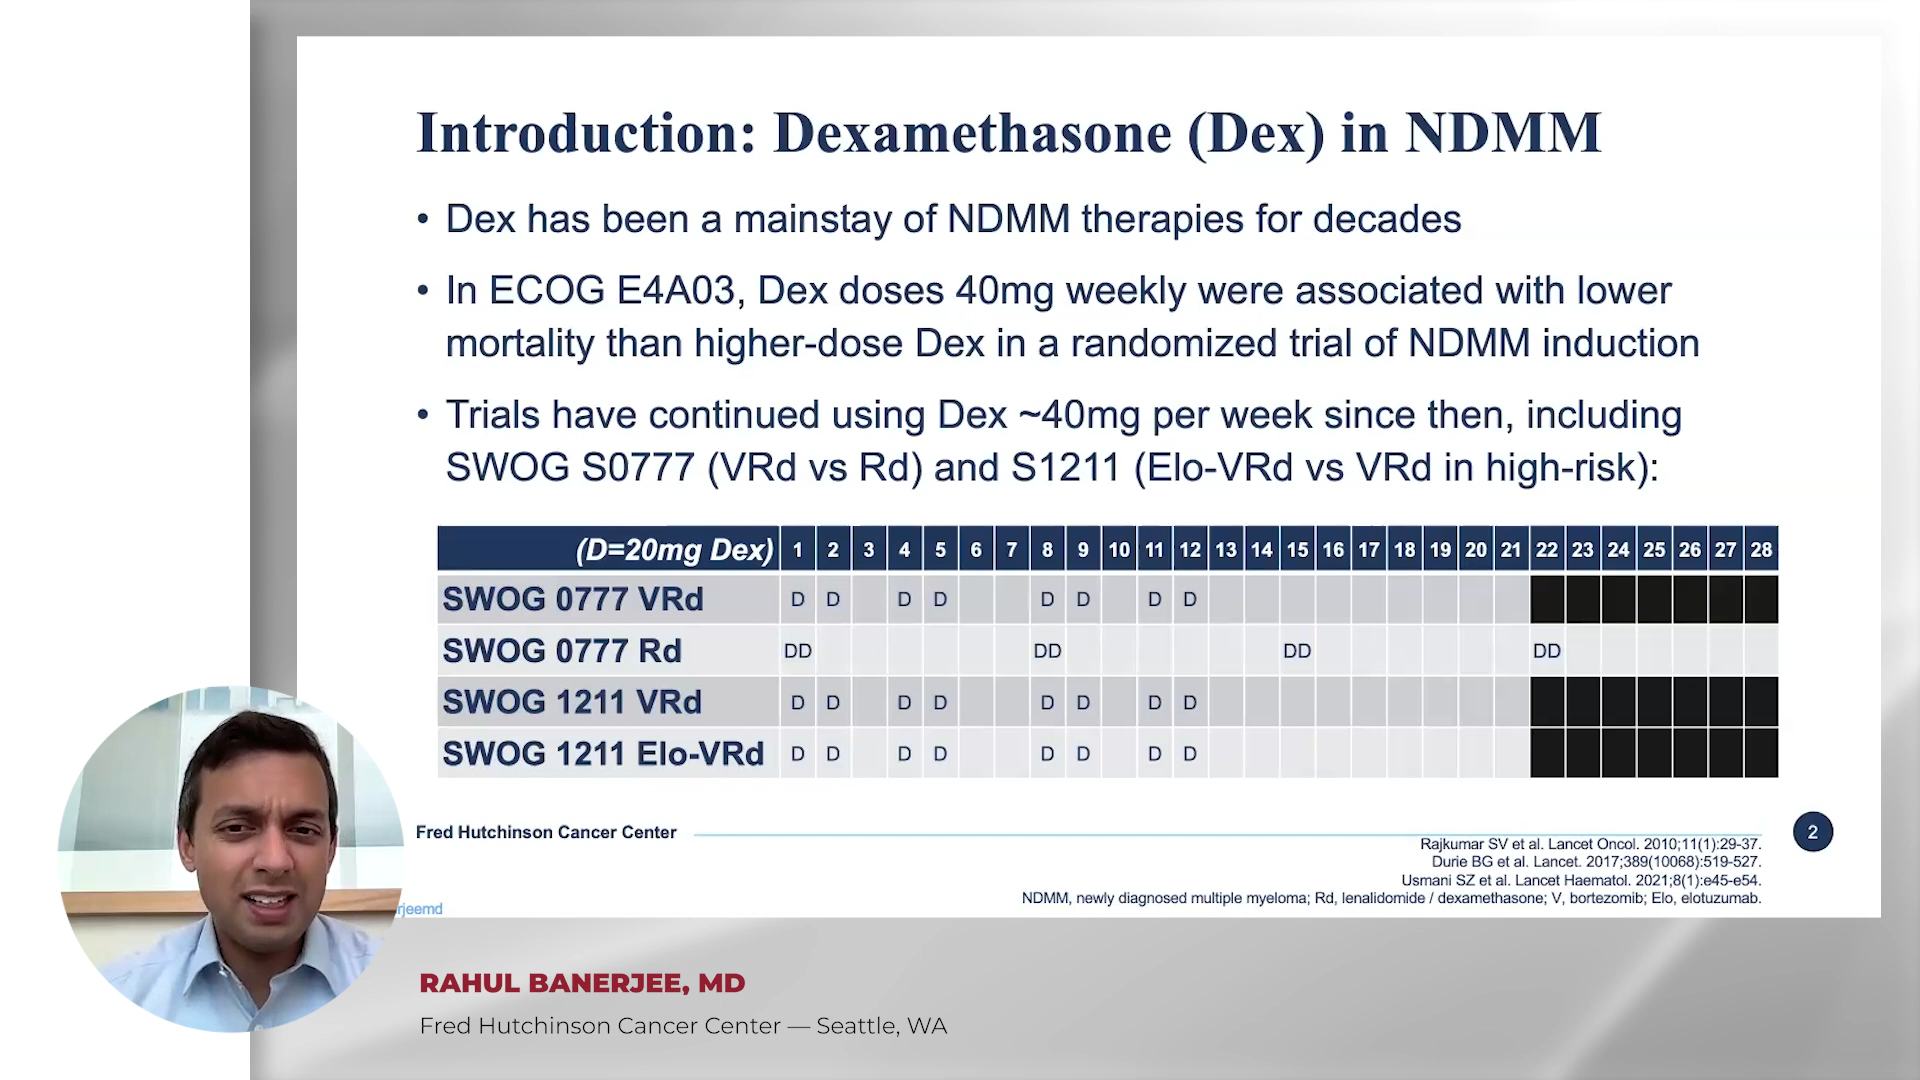 Introduction: Dexamethasone (Dex) in NDMM
• Dex has been a mainstay of NDMM therapies for decades
• In ECOG E4A03, Dex doses 40mg weekly were associated with lower
mortality than higher-dose Dex in a randomized trial of NDMM induction
• Trials have continued using Dex ~40mg per week since then, including
SWOG S0777 (VRd vs Rd) and S1211 (Elo-VRd vs VRd in high-risk):
(D=20mg Dex) 1 2 3 4 5 6 7 8 9 10 11 12 13 14 15 16 17 18 19 20 21 22 23 24 25 26 27 28
SWOG 0777 VRd D D D D D D D D
SWOG 0777 Rd DD DD DD DD
SWOG 1211 VRd D D D D D D D D
SWOG 1211 Elo-VRd D D D D D D D D
Fred Hutchinson Cancer Center
2
Rajkumar SV et al. Lancet Oncol. 2010;11(1):29-37.
Durie BG et al. Lancet. 2017;389(10068):519-527.
Usmani SZ et al. Lancet Haematol. 2021;8(1):e45-e54.
NDMM, newly diagnosed multiple myeloma; Rd, lenalidomide / dexamethasone; V, bortezomib; Elo, elotuzumab.
rjeemd
RAHUL BANERJEE, MD
Fred Hutchinson Cancer Center — Seattle, WA